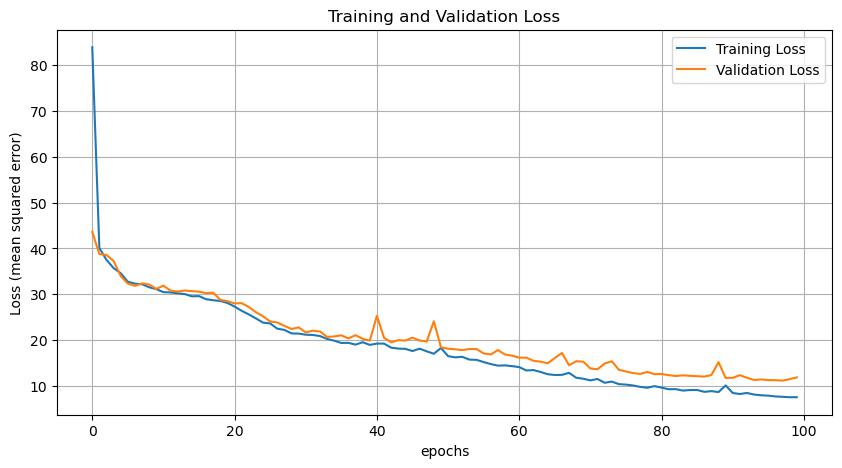 Training and Validation Loss
Training Loss
Validation Loss
Loss (mean squared error)
80
70
60
50
40
30
20
10
0
20
40
60
80
100
epochs